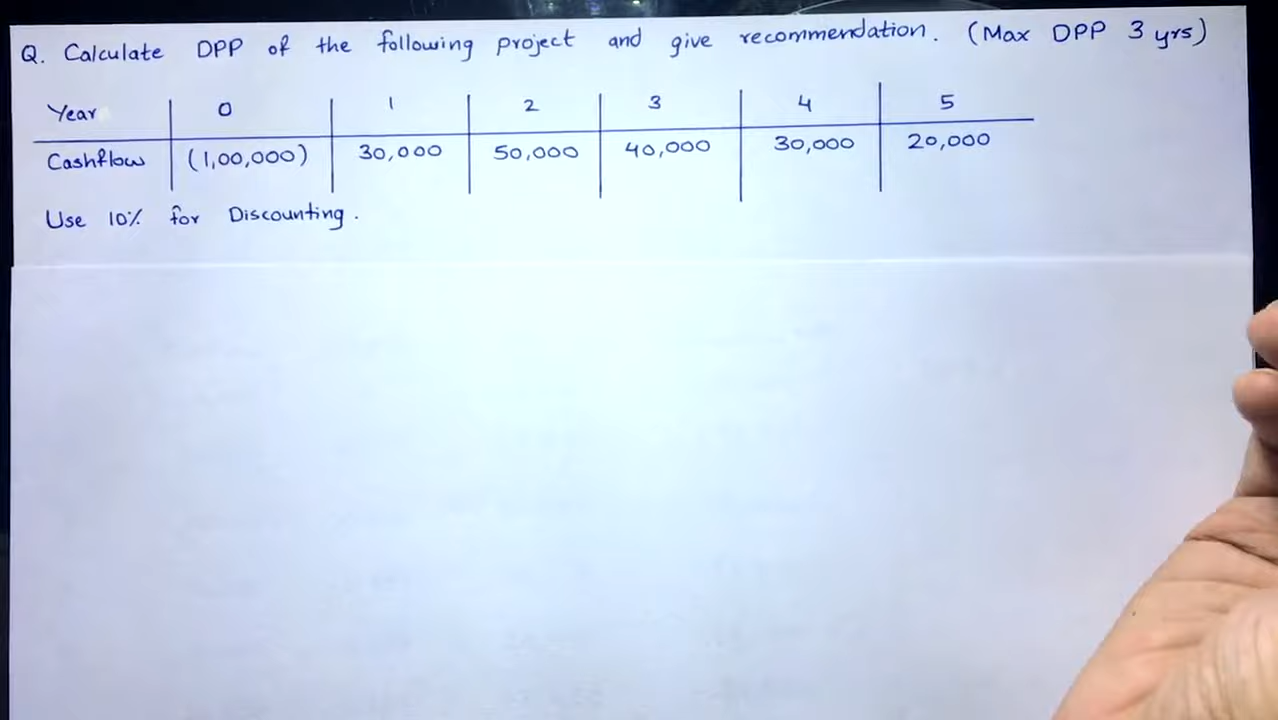 Q. Calculate DPP of the following project and give recommendation. (Max DPP 3 yrs)
Year 0 1 2 3 4 5
Cashflow (1,00,000) 30,000 50,000 40,000 30,000 20,000
Use 10% for Discounting.